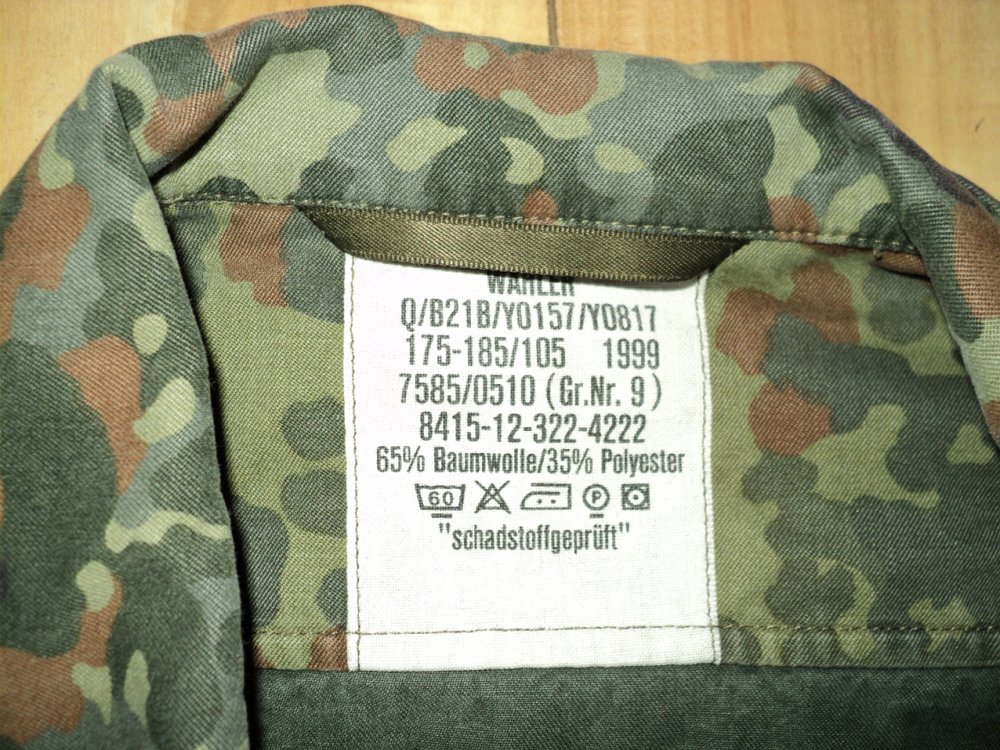 WAHLER
Q/B21B/Y0157/Y0817
175-185/105 1999
7585/0510 (Gr.Nr. 9)
8415-12-322-4222
65% Baumwolle/35% Polyester
60 P
"schadstoffgeprüft"